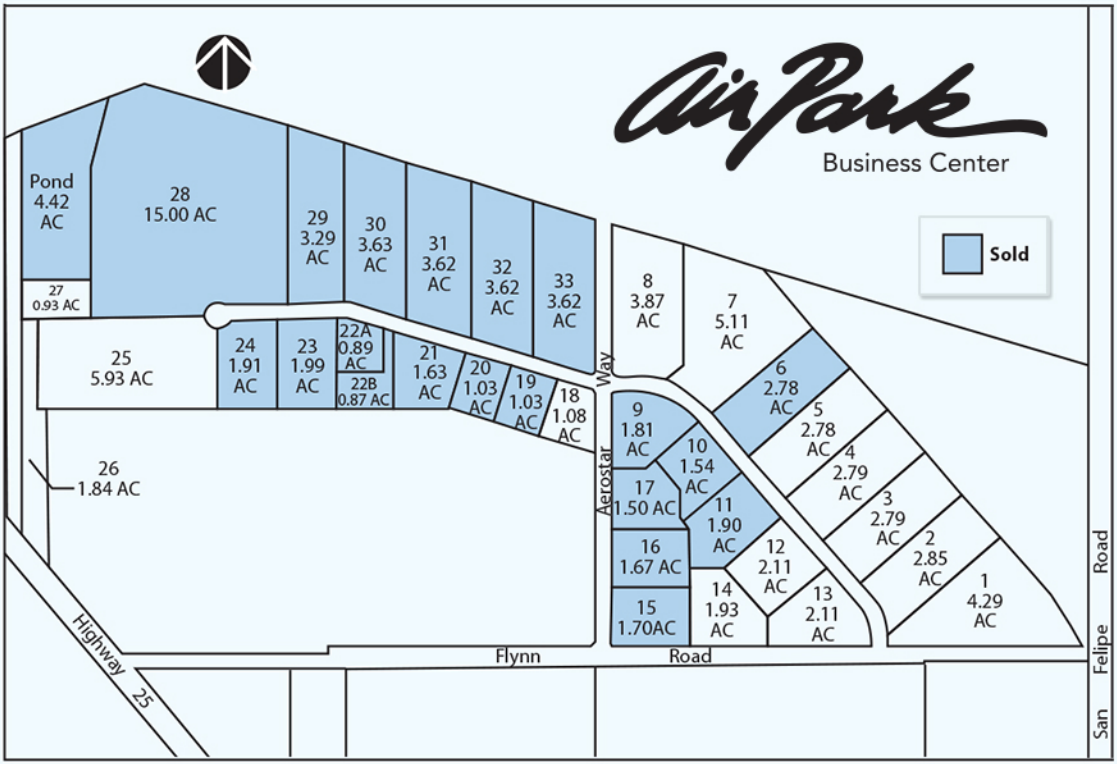 Air Park
Business Center
Sold
Pond
4.42
AC
28
15.00 AC
29
3.29
AC
30
3.63
AC
31
3.62
AC
32
3.62
AC
33
3.62
AC
8
3.87
AC
7
5.11
AC
27
0.93 AC
25
5.93 AC
24
1.91
AC
23
1.99
AC
22A
0.89
AC
22B
0.87 AC
21
1.63
AC
20
1.03
AC
19
1.03
AC
18
1.08
AC
Aerostar Way
6
2.78
AC
5
2.78
AC
4
2.79
AC
3
2.79
AC
2
2.85
AC
1
4.29
AC
9
1.81
AC
10
1.54
AC
17
1.50 AC
11
1.90
AC
16
1.67 AC
12
2.11
AC
15
1.70AC
14
1.93
AC
13
2.11
AC
26
1.84 AC
Highway 25
Flynn Road
San Felipe Road